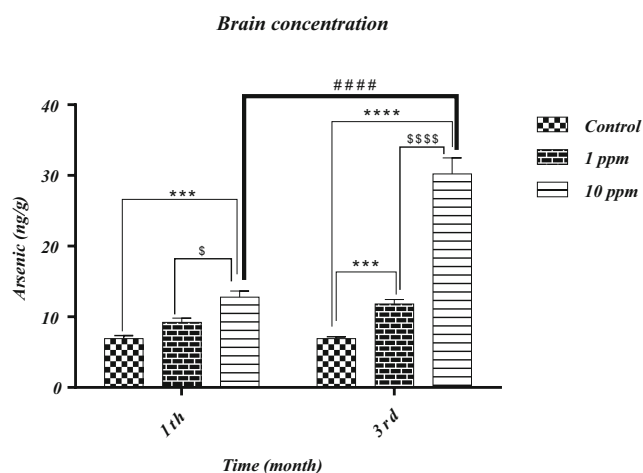 Brain concentration
####
****
$$$$
***
$
***
Arsenic (ng/g)
40
30
20
10
0
1th
3rd
Time (month)
Control
1 ppm
10 ppm